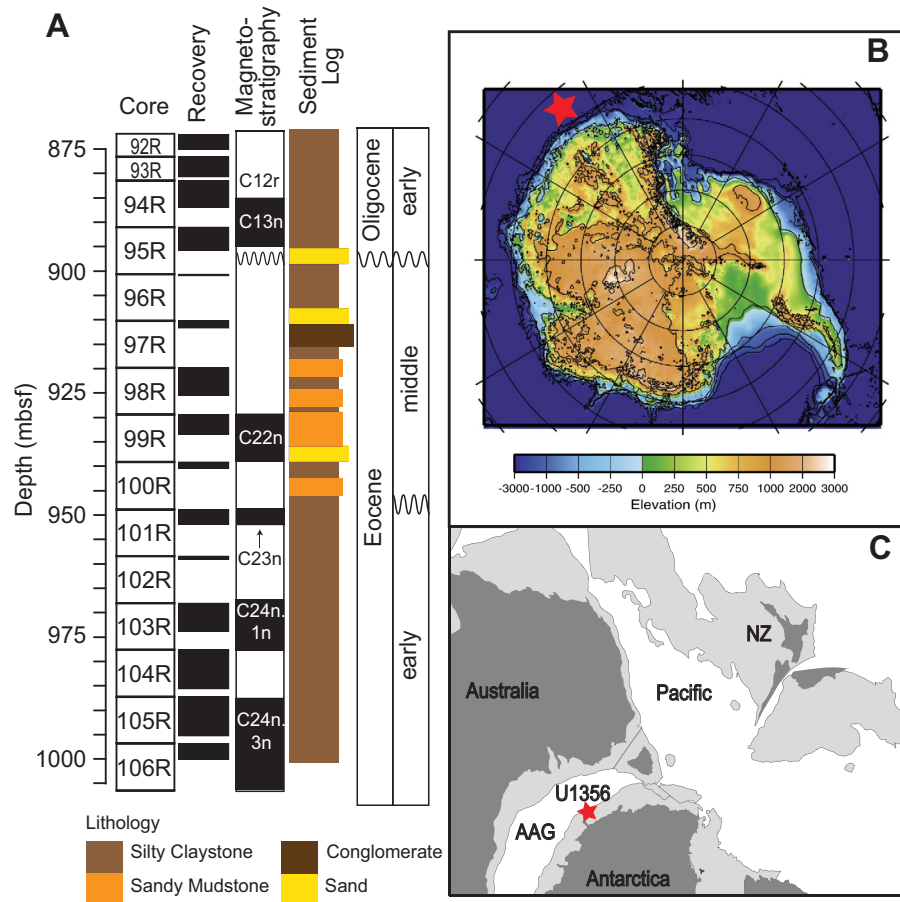 A
Core
Recovery
Magneto-
stratigraphy
Sediment
Log
Depth (mbsf)
875
900
925
950
975
1000
92R
93R
94R
95R
96R
97R
98R
99R
100R
101R
102R
103R
104R
105R
106R
C12r
C13n
C22n
C23n
C24n.
1n
C24n.
3n
Oligocene
early
Eocene
middle
early
Lithology
Silty Claystone
Conglomerate
Sandy Mudstone
Sand
B
-3000 -1000 -500 -250 0 250 500 750 1000 2000 3000
Elevation (m)
C
NZ
Australia
Pacific
U1356
AAG
Antarctica